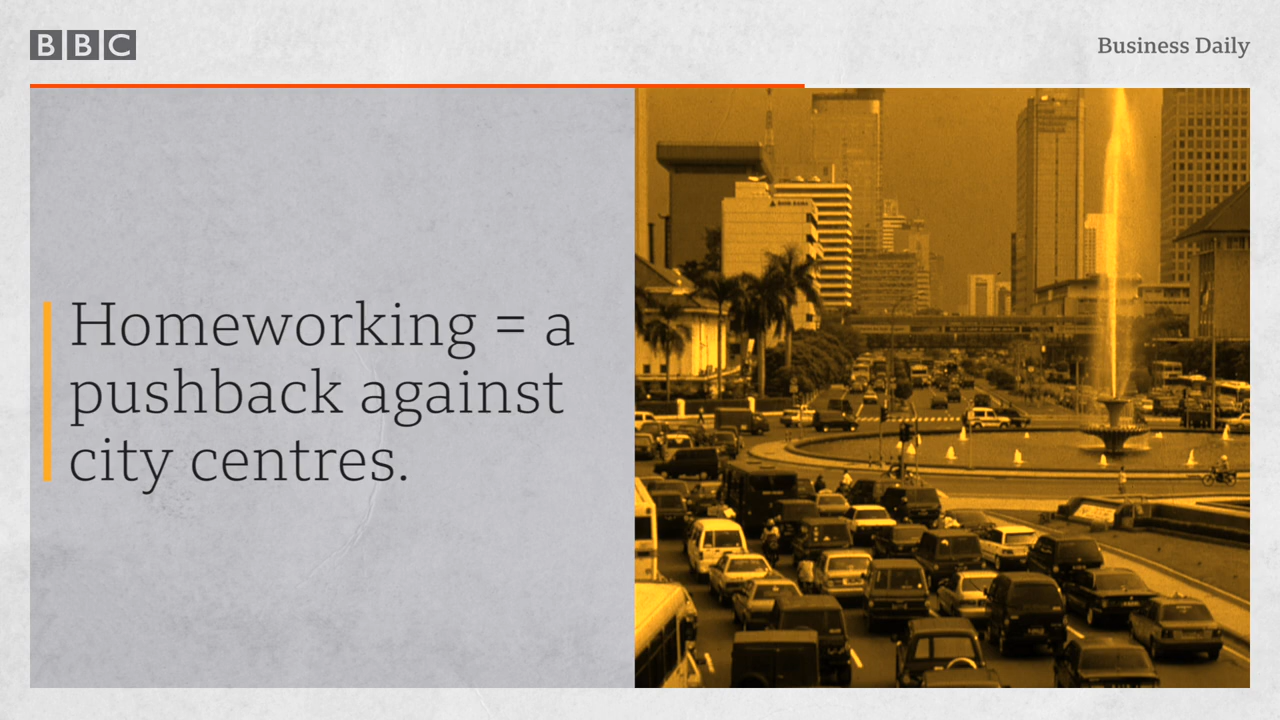 BBC
Business Daily
Homeworking = a
pushback against
city centres.